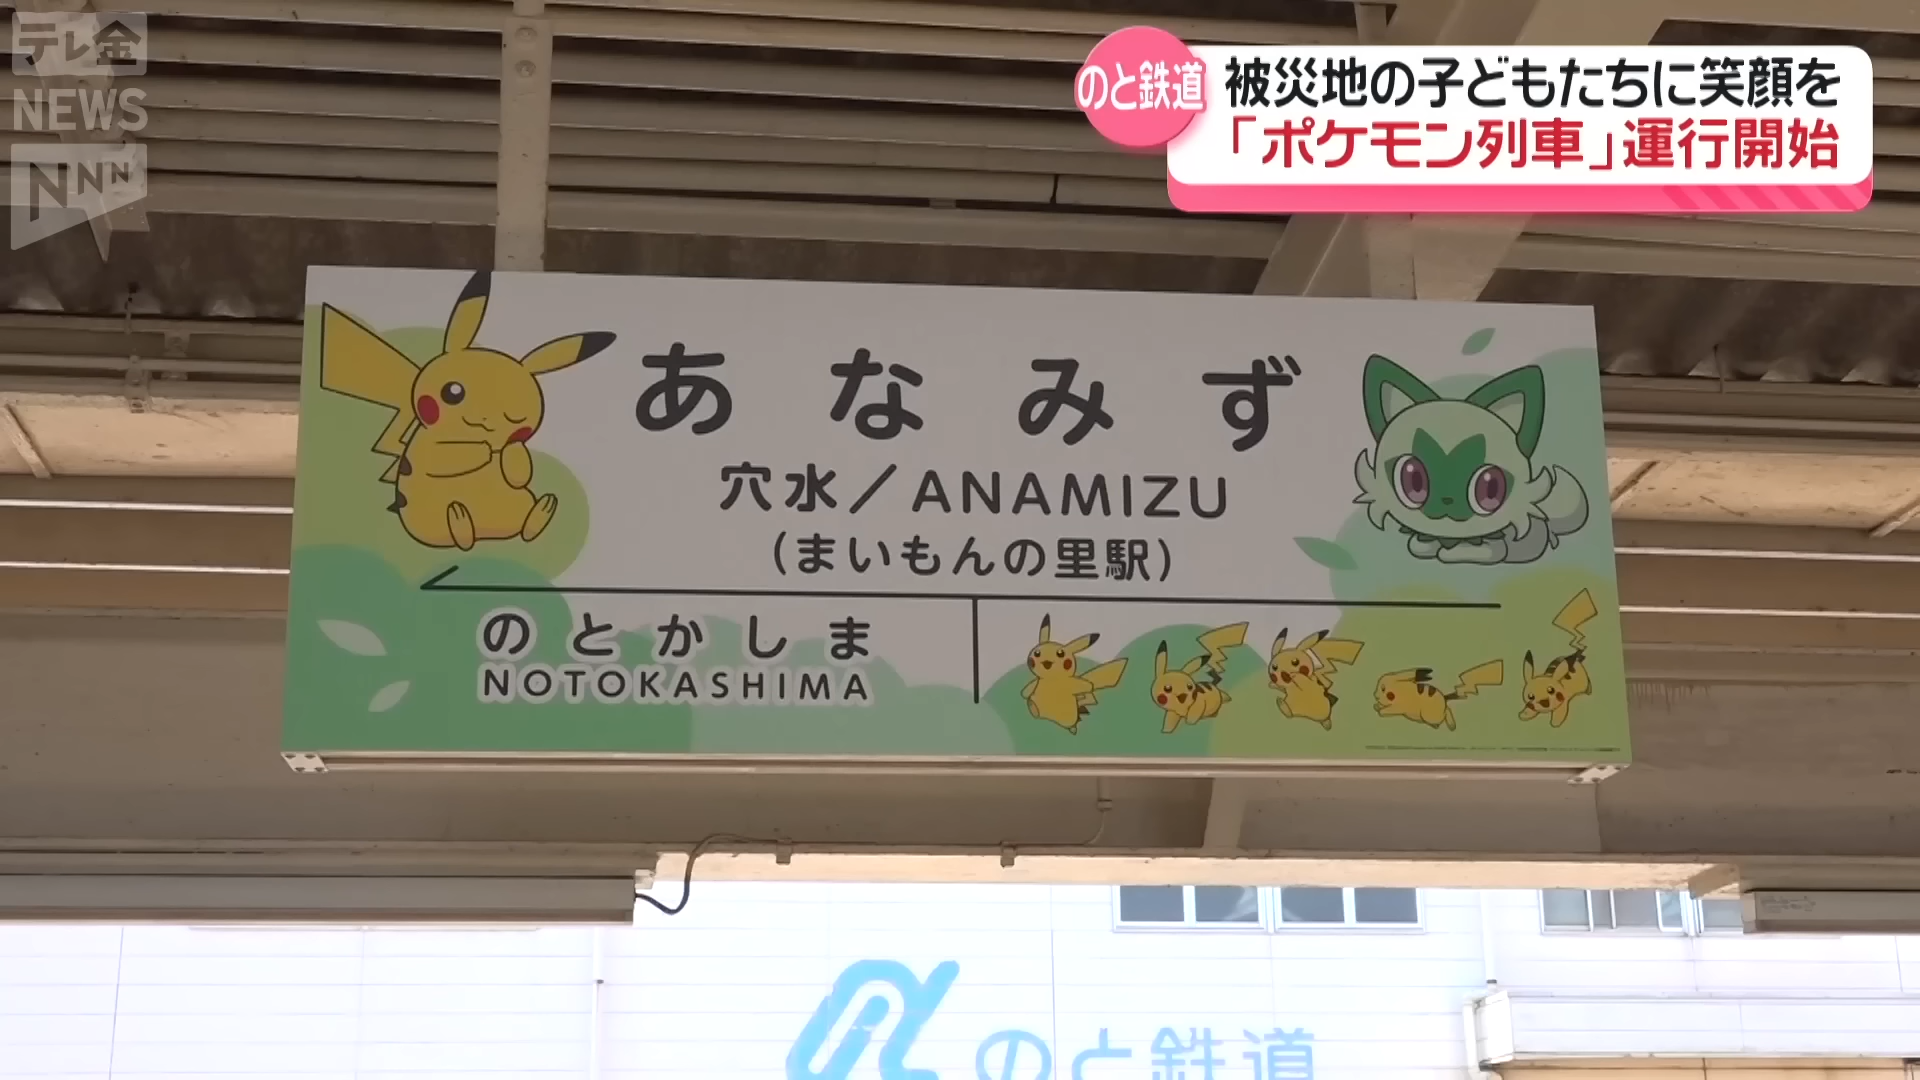 テレ金
NEWS
NNN
のと鉄道
被災地の子どもたちに笑顔を
「ポケモン列車」運行開始
あなみず
穴水／ANAMIZU
(まいもんの里駅)
のとかしま
NOTOKASHIMA
のと鉄道